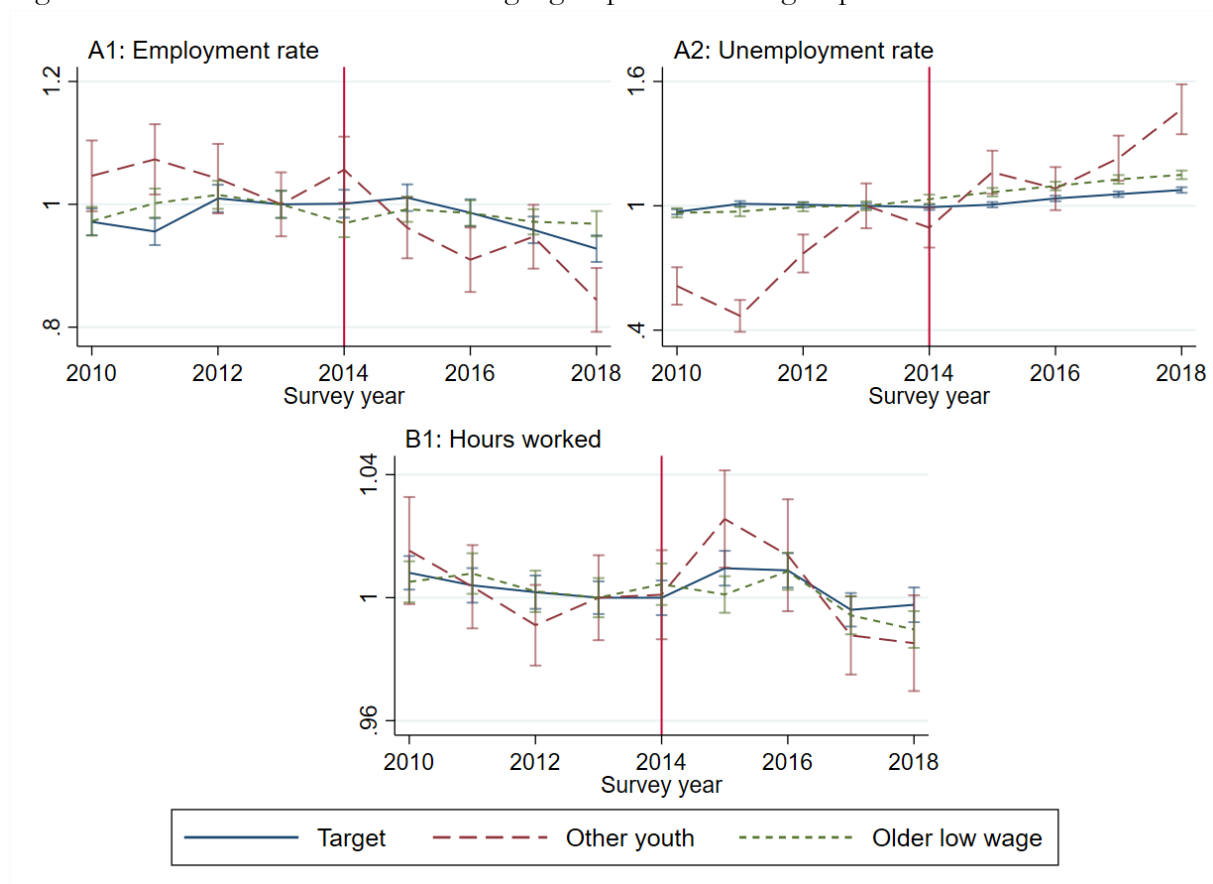 A1: Employment rate
1.2
1
.8
2010 2012 2014 2016 2018
Survey year
A2: Unemployment rate
1.6
1
.4
2010 2012 2014 2016 2018
Survey year
B1: Hours worked
1.04
1
.96
2010 2012 2014 2016 2018
Survey year
Target Other youth Older low wage